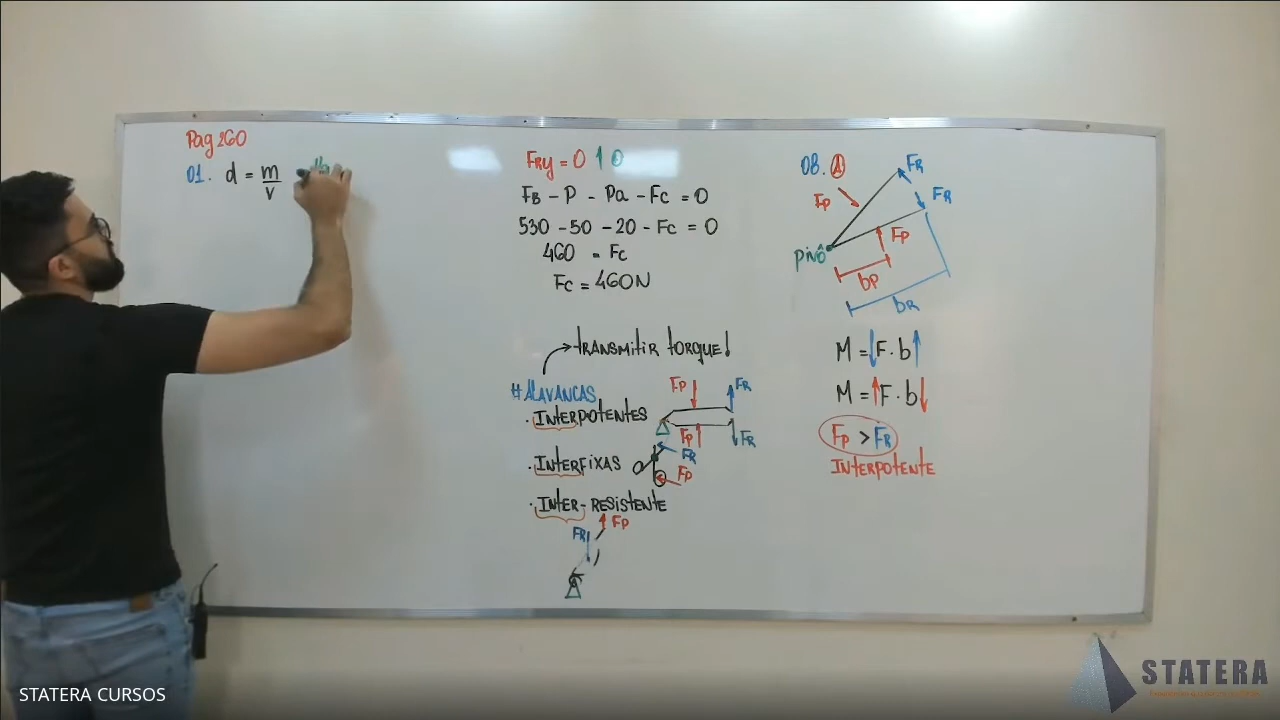 Pag 260
01. d = m
v
FRy = 0
FB - P - Pa - Fc = 0
530 - 50 - 20 - Fc = 0
460 = Fc
Fc = 460N
TRANSMITIR TORQUE!
# ALAVANCAS
· INTERPOTENTES
FP FR
FP FR
· INTERFIXAS
FR
FP
· INTER-RESISTENTE
FR FP
08. A
FR
FP
FR
FP
PINÔ
bP
bR
M = F · b
M = F · b
FP > FR
INTERPOTENTE
STATERA CURSOS
STATERA